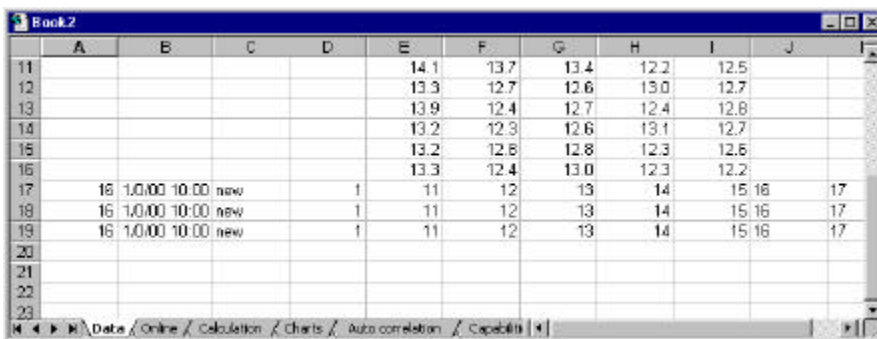 Book2
A B C D E F G H I J
11 14.1 13.7 13.4 12.2 12.5
12 13.3 12.7 12.6 13.0 12.7
13 13.9 12.4 12.7 12.4 12.8
14 13.2 12.3 12.6 13.1 12.7
15 13.2 12.8 12.8 12.3 12.6
16 13.3 12.4 13.0 12.3 12.2
17 16 1/0/00 10:00 new 1 11 12 13 14 15 16 17
18 16 1/0/00 10:00 new 1 11 12 13 14 15 16 17
19 16 1/0/00 10:00 new 1 11 12 13 14 15 16 17
20
21
22
23
Data Online Calculation Charts Auto correlation Capabiliti